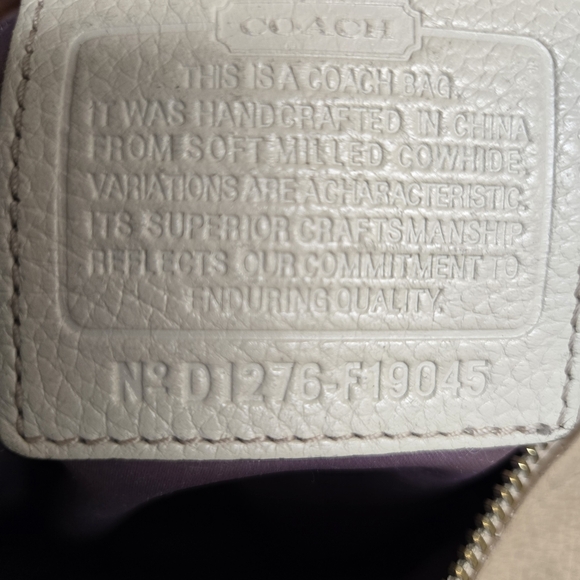 COACH
THIS IS A COACH BAG.
IT WAS HANDCRAFTED IN CHINA
FROM SOFT MILLED COWHIDE.
VARIATIONS ARE A CHARACTERISTIC.
ITS SUPERIOR CRAFTSMANSHIP
REFLECTS OUR COMMITMENT TO
ENDURING QUALITY.
Nº D1276-F19045